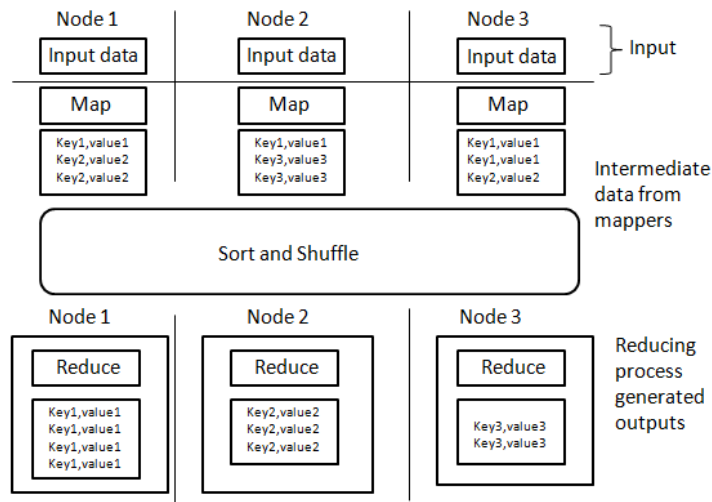 Node 1
Node 2
Node 3
Input data
Input data
Input data
Input
Map
Map
Map
Key1,value1
Key2,value2
Key2,value2
Key1,value1
Key3,value3
Key3,value3
Key1,value1
Key1,value1
Key2,value2
Intermediate
data from
mappers
Sort and Shuffle
Node 1
Node 2
Node 3
Reduce
Reduce
Reduce
Key1,value1
Key1,value1
Key1,value1
Key1,value1
Key2,value2
Key2,value2
Key2,value2
Key3,value3
Key3,value3
Reducing
process
generated
outputs